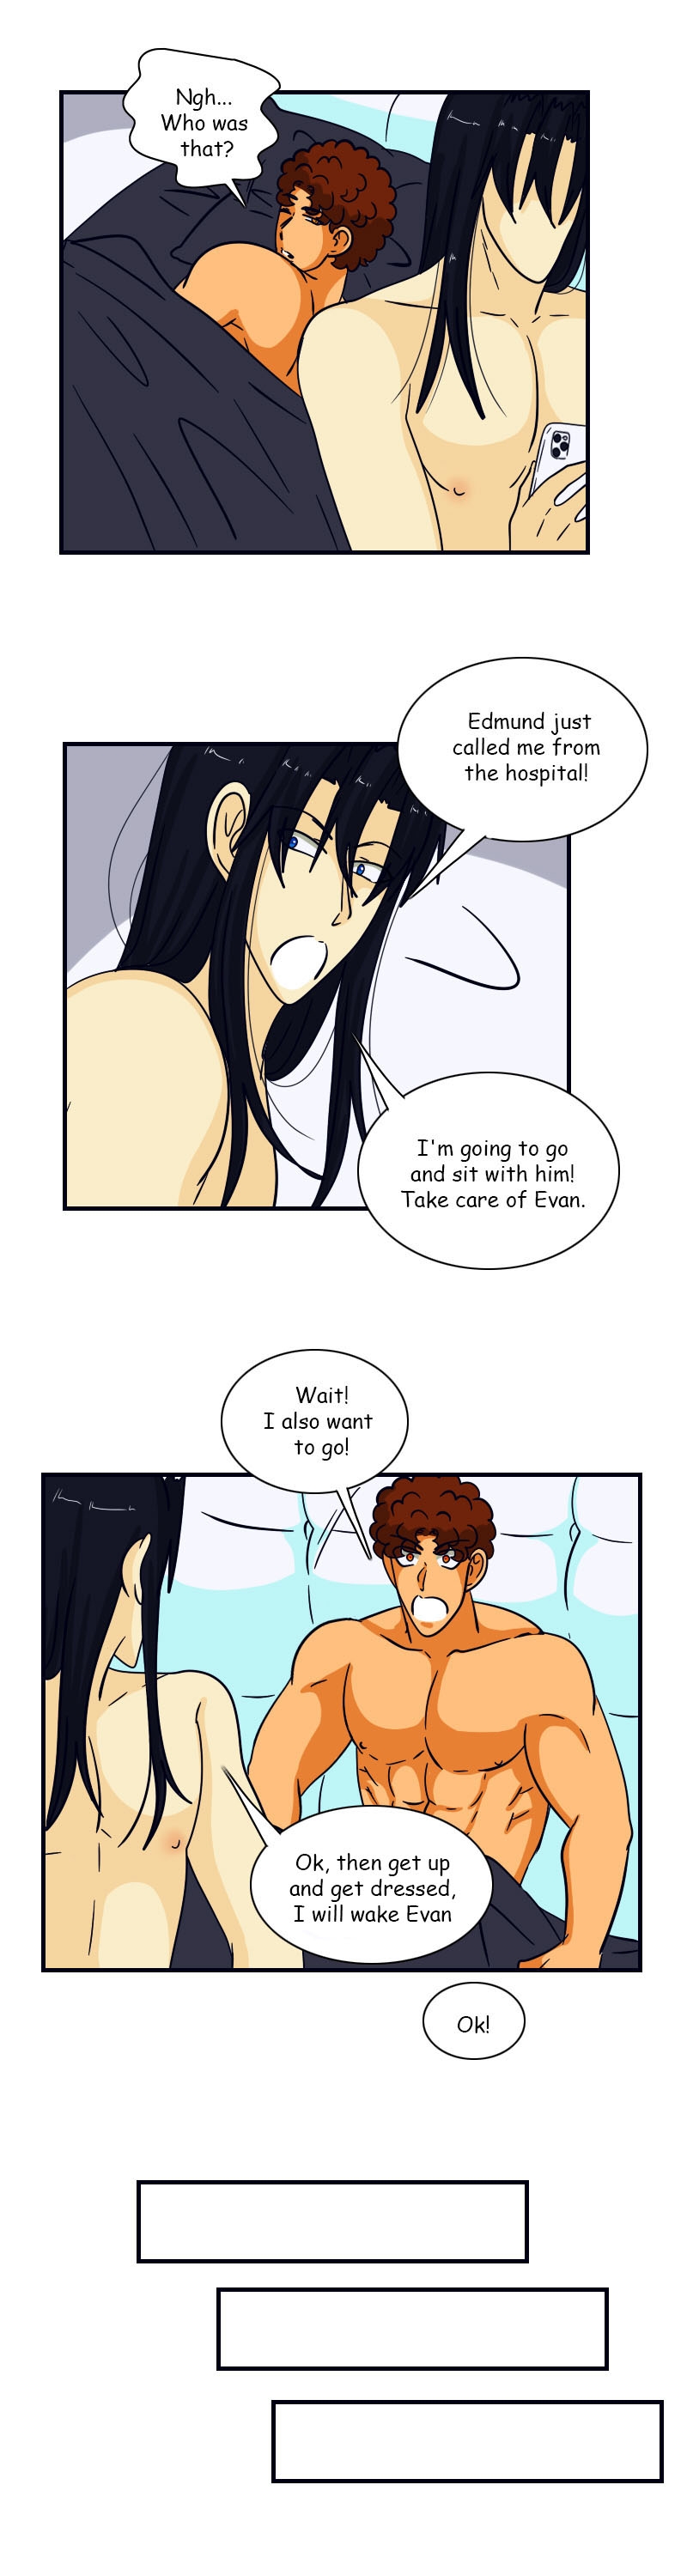 Ngh...
Who was
that?
Edmund just
called me from
the hospital!
I'm going to go
and sit with him!
Take care of Evan.
Wait!
I also want
to go!
Ok, then get up
and get dressed,
I will wake Evan
Ok!